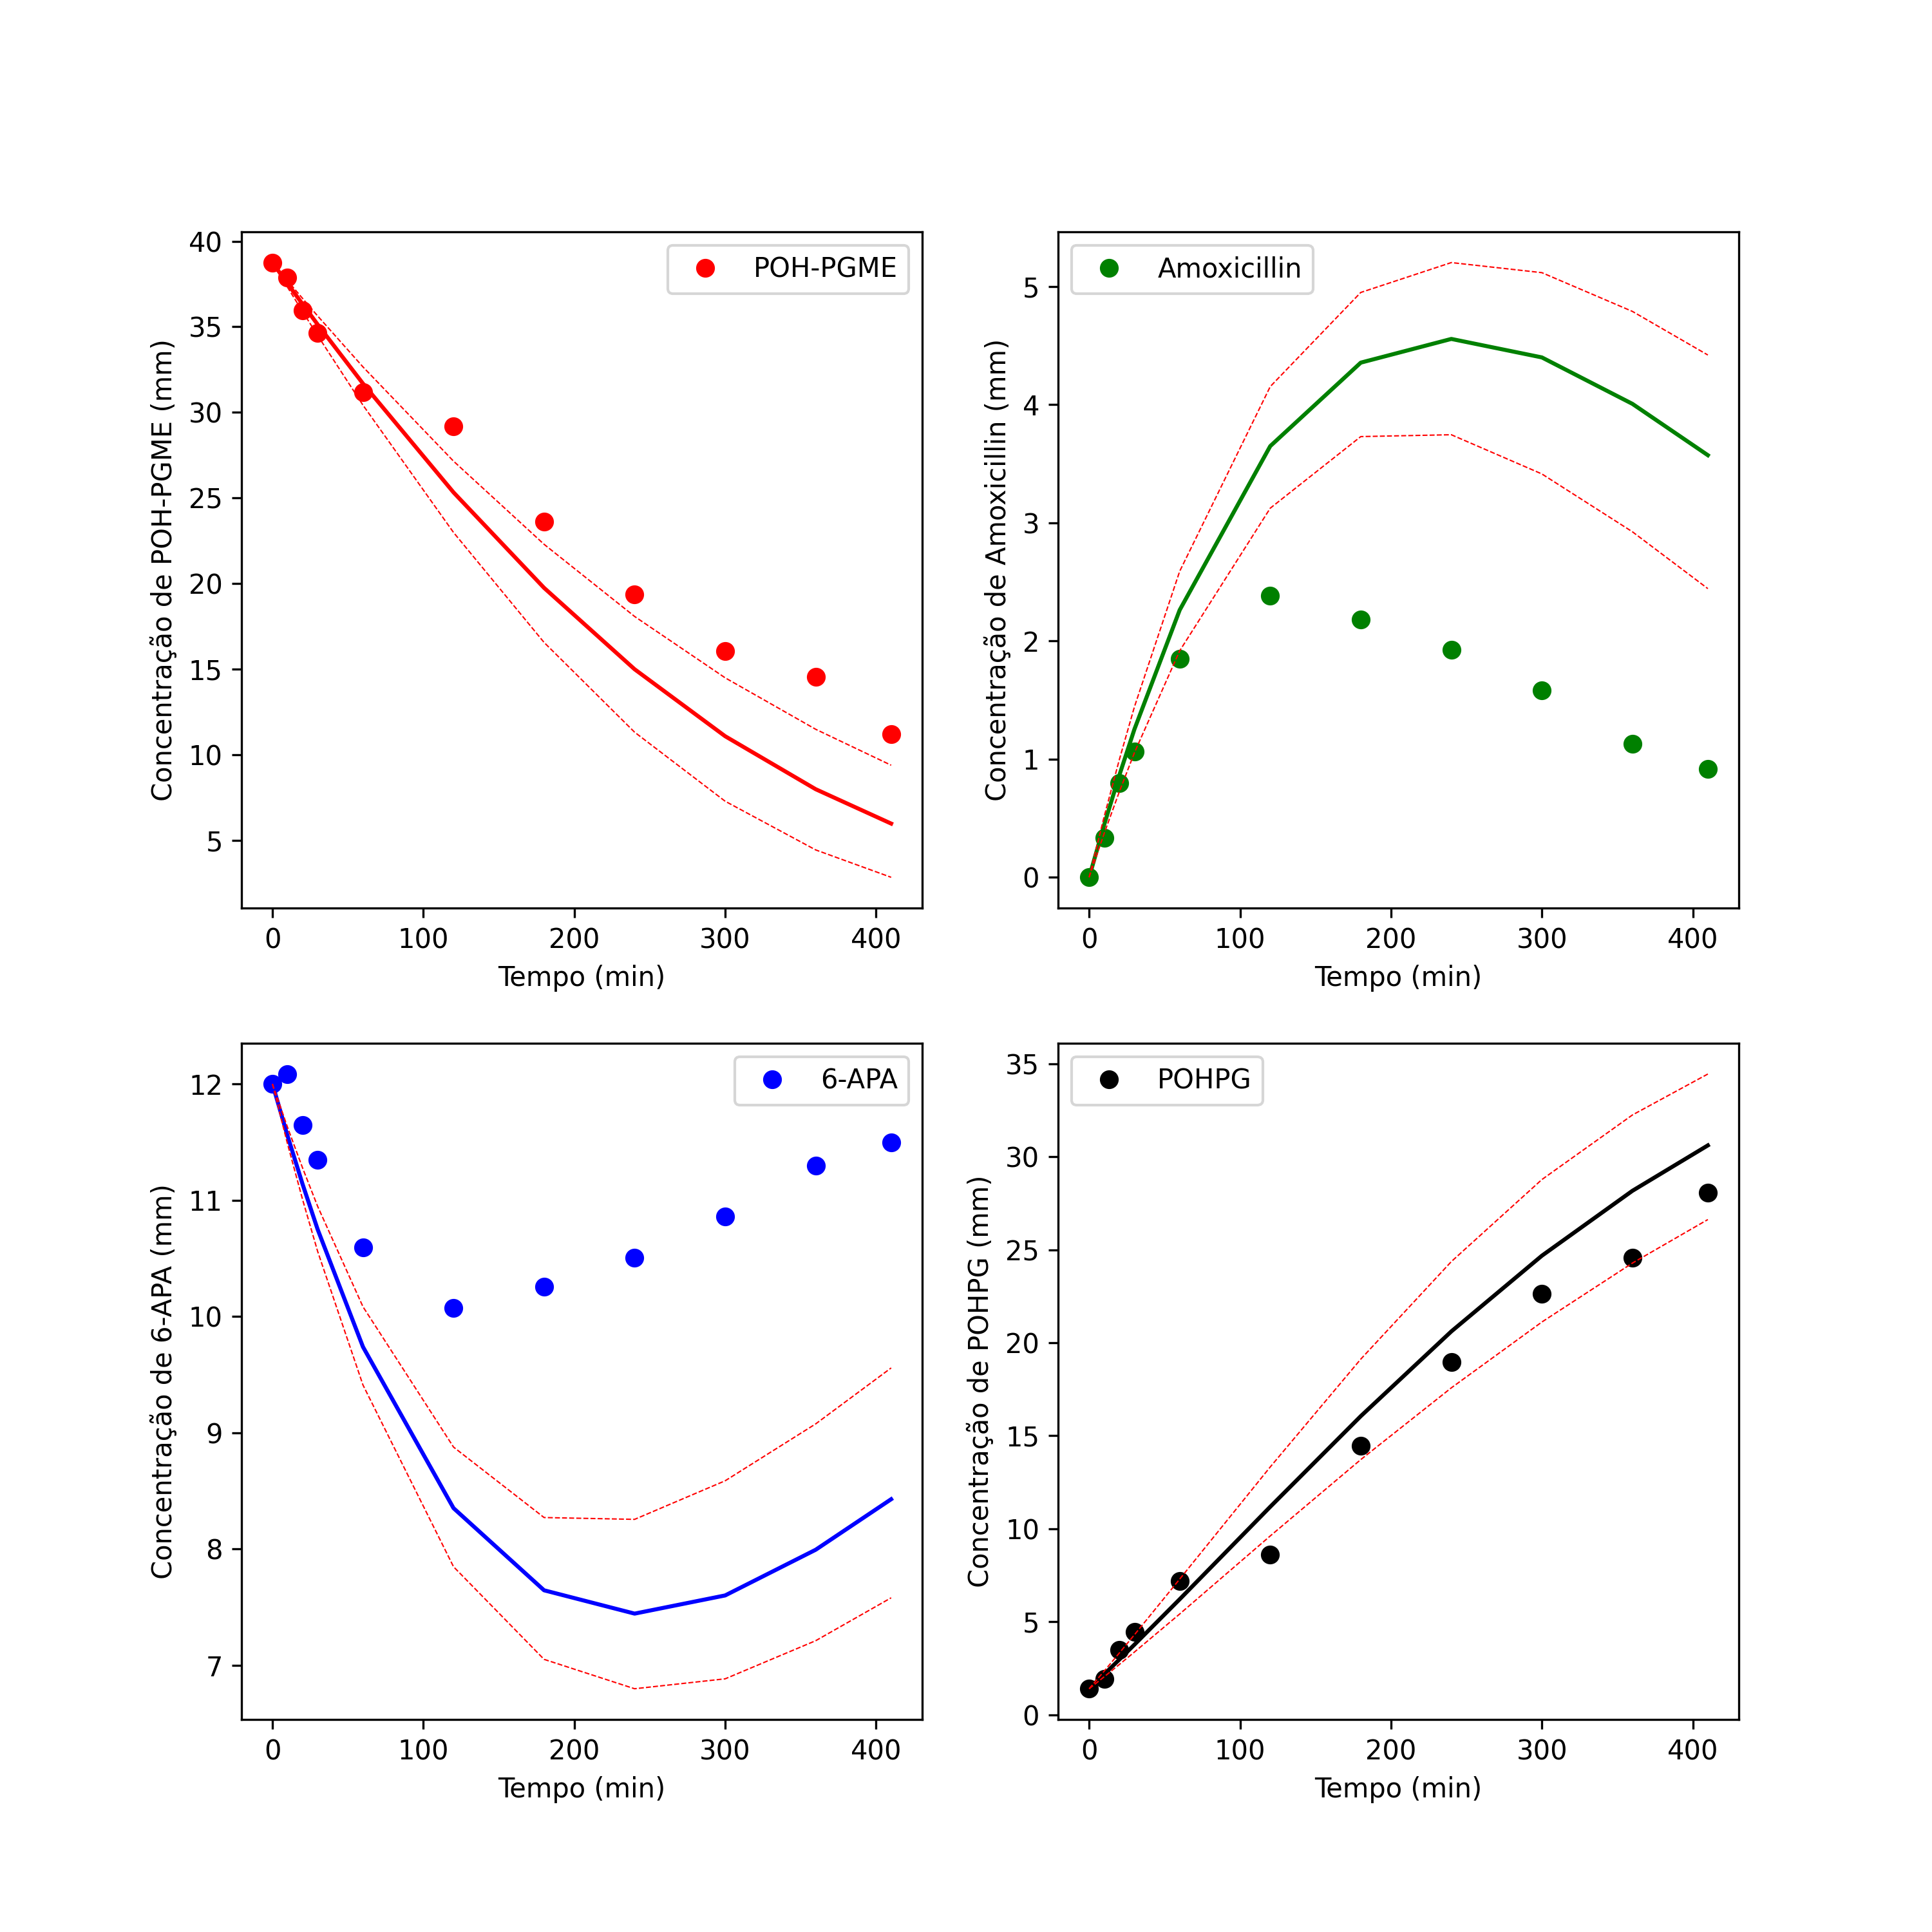 POH-PGME
Concentração de POH-PGME (mm)
40
35
30
25
20
15
10
5
0 100 200 300 400
Tempo (min)
Amoxicillin
Concentração de Amoxicillin (mm)
5
4
3
2
1
0
0 100 200 300 400
Tempo (min)
6-APA
Concentração de 6-APA (mm)
12
11
10
9
8
7
0 100 200 300 400
Tempo (min)
POHPG
Concentração de POHPG (mm)
35
30
25
20
15
10
5
0
0 100 200 300 400
Tempo (min)